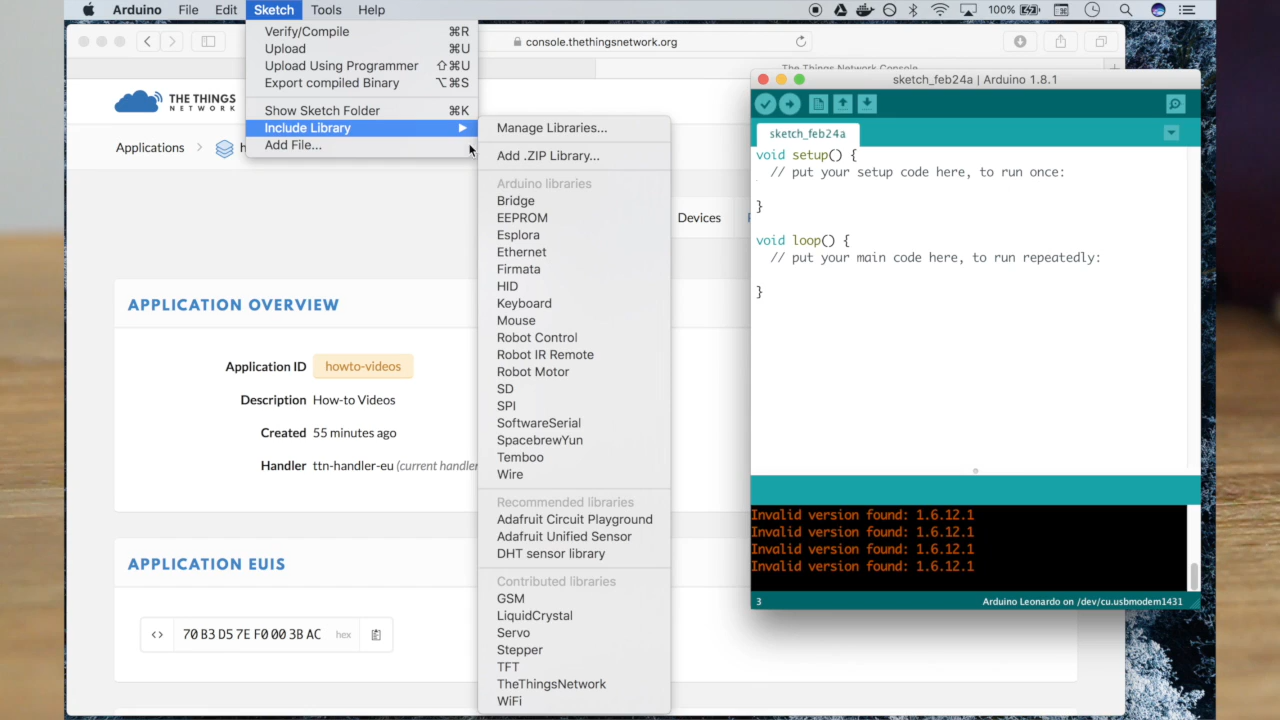 Arduino File Edit Sketch Tools Help 100%
Verify/Compile ⌘R
Upload ⌘U
Upload Using Programmer ⇧⌘U
Export compiled Binary ⌥⌘S
Show Sketch Folder ⌘K
Include Library ▶
Add File...
console.thethingsnetwork.org
The Things Network Console
THE THINGS
NETWORK
Applications >
Devices
Manage Libraries...
Add .ZIP Library...
Arduino libraries
Bridge
EEPROM
Esplora
Ethernet
Firmata
HID
Keyboard
Mouse
Robot Control
Robot IR Remote
Robot Motor
SD
SPI
SoftwareSerial
SpacebrewYun
Temboo
Wire
Recommended libraries
Adafruit Circuit Playground
Adafruit Unified Sensor
DHT sensor library
Contributed libraries
GSM
LiquidCrystal
Servo
Stepper
TFT
TheThingsNetwork
WiFi
APPLICATION OVERVIEW
Application ID howto-videos
Description How-to Videos
Created 55 minutes ago
Handler ttn-handler-eu (current handler
APPLICATION EUIS
<> 70 B3 D5 7E F0 00 3B AC hex
sketch_feb24a | Arduino 1.8.1
sketch_feb24a
void setup() {
// put your setup code here, to run once:
}
void loop() {
// put your main code here, to run repeatedly:
}
Invalid version found: 1.6.12.1
Invalid version found: 1.6.12.1
Invalid version found: 1.6.12.1
Invalid version found: 1.6.12.1
3 Arduino Leonardo on /dev/cu.usbmodem1431